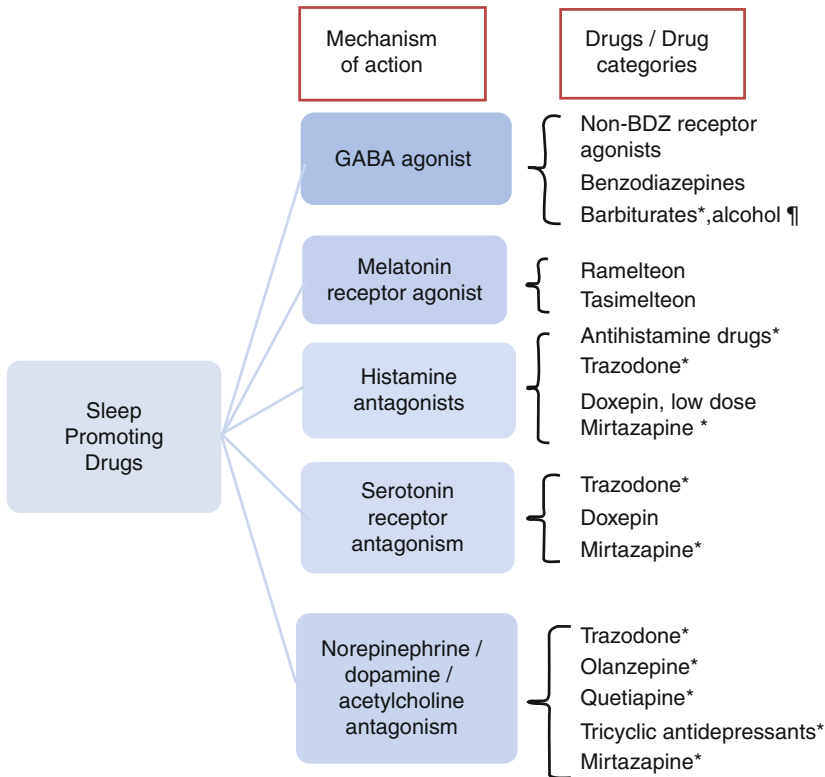 Mechanism
of action
Drugs / Drug
categories
Sleep
Promoting
Drugs
GABA agonist
Non-BDZ receptor
agonists
Benzodiazepines
Barbiturates*,alcohol ¶
Melatonin
receptor agonist
Ramelteon
Tasimelteon
Histamine
antagonists
Antihistamine drugs*
Trazodone*
Doxepin, low dose
Mirtazapine *
Serotonin
receptor
antagonism
Trazodone*
Doxepin
Mirtazapine*
Norepinephrine /
dopamine /
acetylcholine
antagonism
Trazodone*
Olanzepine*
Quetiapine*
Tricyclic antidepressants*
Mirtazapine*